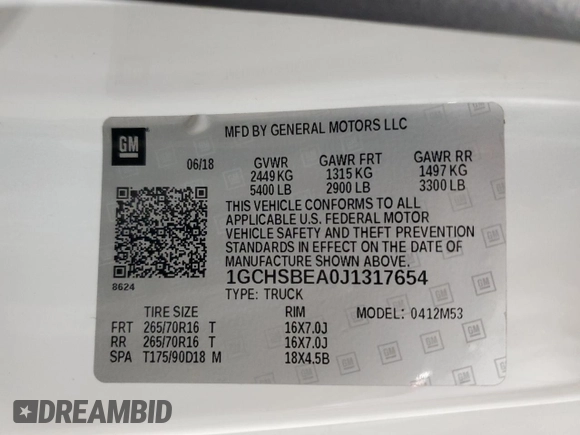 MFD BY GENERAL MOTORS LLC
GM
06/18 GVWR GAWR FRT GAWR RR
2449 KG 1315 KG 1497 KG
5400 LB 2900 LB 3300 LB
THIS VEHICLE CONFORMS TO ALL
APPLICABLE U.S. FEDERAL MOTOR
VEHICLE SAFETY AND THEFT PREVENTION
STANDARDS IN EFFECT ON THE DATE OF
MANUFACTURE SHOWN ABOVE.
8624
1GCHSBEA0J1317654
TYPE: TRUCK
TIRE SIZE RIM MODEL: 0412M53
FRT 265/70R16 T 16X7.0J
RR 265/70R16 T 16X7.0J
SPA T175/90D18 M 18X4.5B
DREAMBID